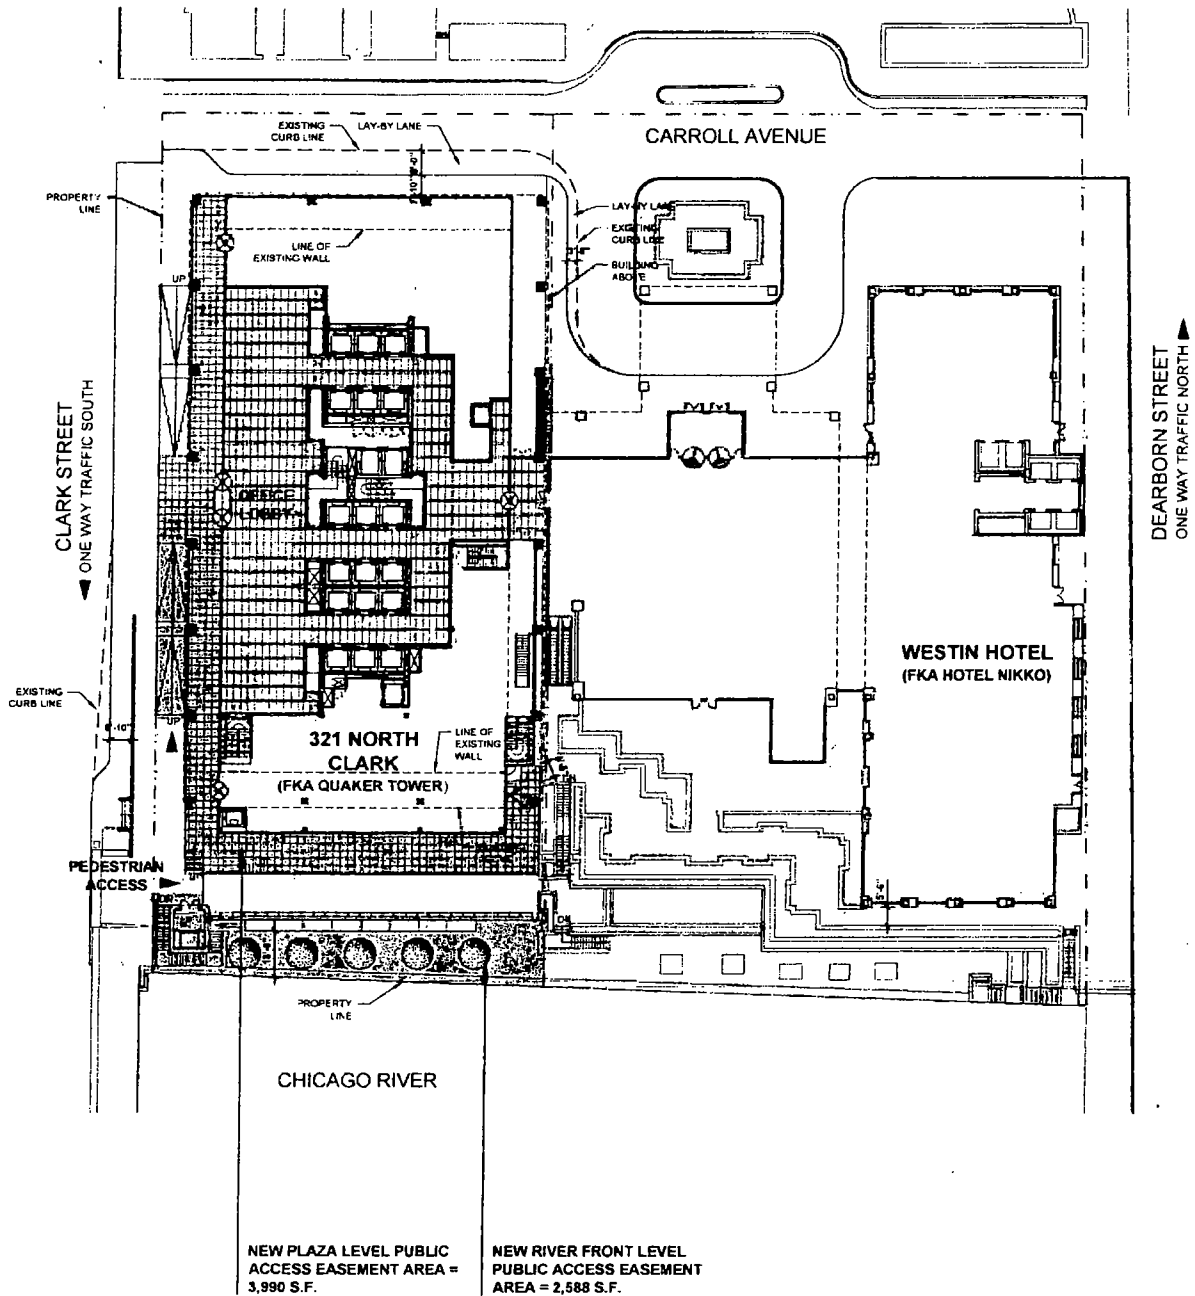 CARROLL AVENUE
EXISTING
CURB LINE
LAY-BY LANE
PROPERTY
LINE
LINE OF
EXISTING WALL
LAY-BY LANE
EXISTING
CURB LINE
BUILDING
ABOVE
UP
CLARK STREET
ONE WAY TRAFFIC SOUTH
DEARBORN STREET
ONE WAY TRAFFIC NORTH
OFFICE
LOBBY
WESTIN HOTEL
(FKA HOTEL NIKKO)
EXISTING
CURB LINE
UP
321 NORTH
CLARK
(FKA QUAKER TOWER)
LINE OF
EXISTING
WALL
PEDESTRIAN
ACCESS
PROPERTY
LINE
CHICAGO RIVER
NEW PLAZA LEVEL PUBLIC
ACCESS EASEMENT AREA =
3,990 S.F.
NEW RIVER FRONT LEVEL
PUBLIC ACCESS EASEMENT
AREA = 2,588 S.F.